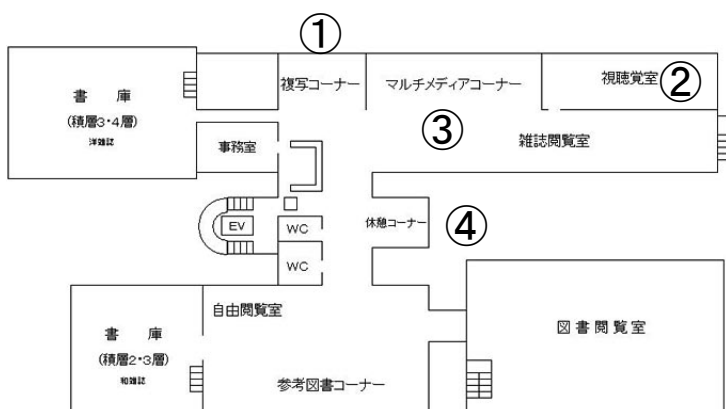 ①
複写コーナー
マルチメディアコーナー
視聴覚室
②
書庫
(積層3・4層)
洋雑誌
③
事務室
雑誌閲覧室
EV
WC
休憩コーナー
④
WC
自由閲覧室
書庫
(積層2・3層)
和雑誌
図書閲覧室
参考図書コーナー